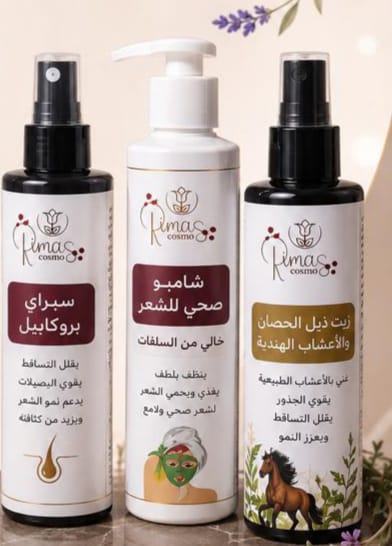 Rimas
cosmo
سبراي
بروكابيل
يقلل التساقط
يقوي البصيلات
يدعم نمو الشعر
ويزيد من كثافته
Rimas
cosmo
شامبو
صحي للشعر
خالي من السلفات
ينظف بلطف
يغذي ويحمي الشعر
لشعر صحي ولامع
Rimas
cosmo
زيت ذيل الحصان
والأعشاب الهندية
غني بالأعشاب الطبيعية
يقوي الجذور
يقلل التساقط
ويعزز النمو